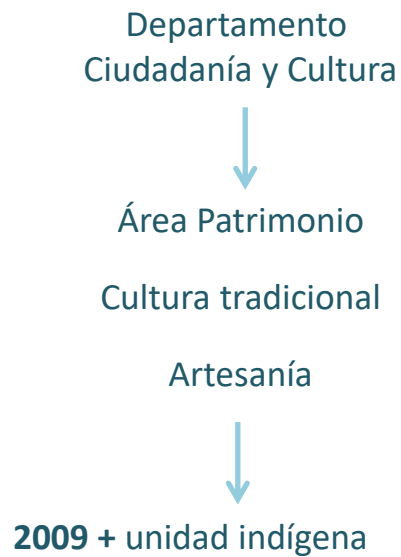 Departamento
Ciudadanía y Cultura
Área Patrimonio
Cultura tradicional
Artesanía
2009 + unidad indígena